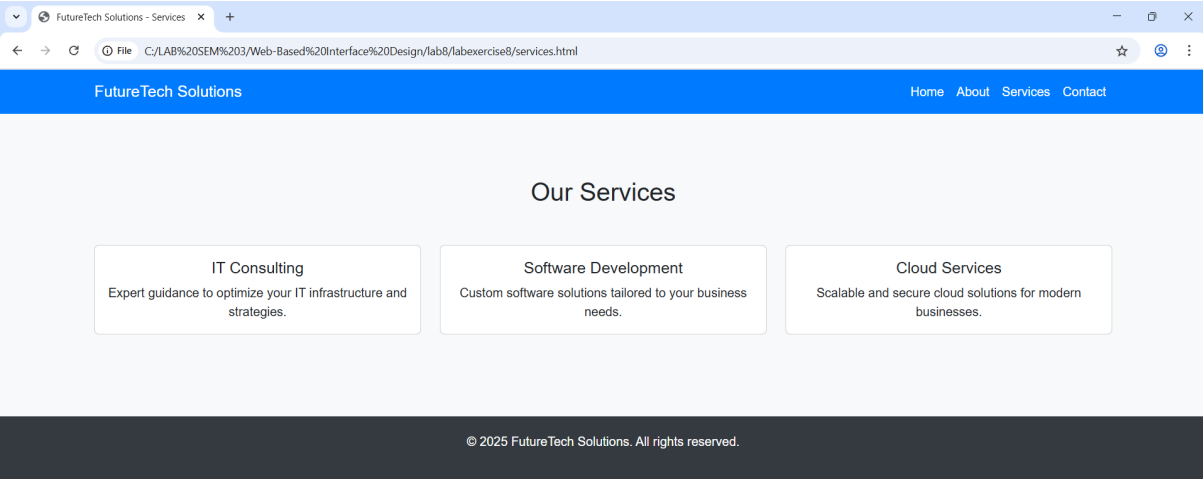 FutureTech Solutions - Services
File C:/LAB%20SEM%203/Web-Based%20Interface%20Design/lab8/labexercise8/services.html
FutureTech Solutions Home About Services Contact
Our Services
IT Consulting
Expert guidance to optimize your IT infrastructure and
strategies.
Software Development
Custom software solutions tailored to your business
needs.
Cloud Services
Scalable and secure cloud solutions for modern
businesses.
© 2025 FutureTech Solutions. All rights reserved.